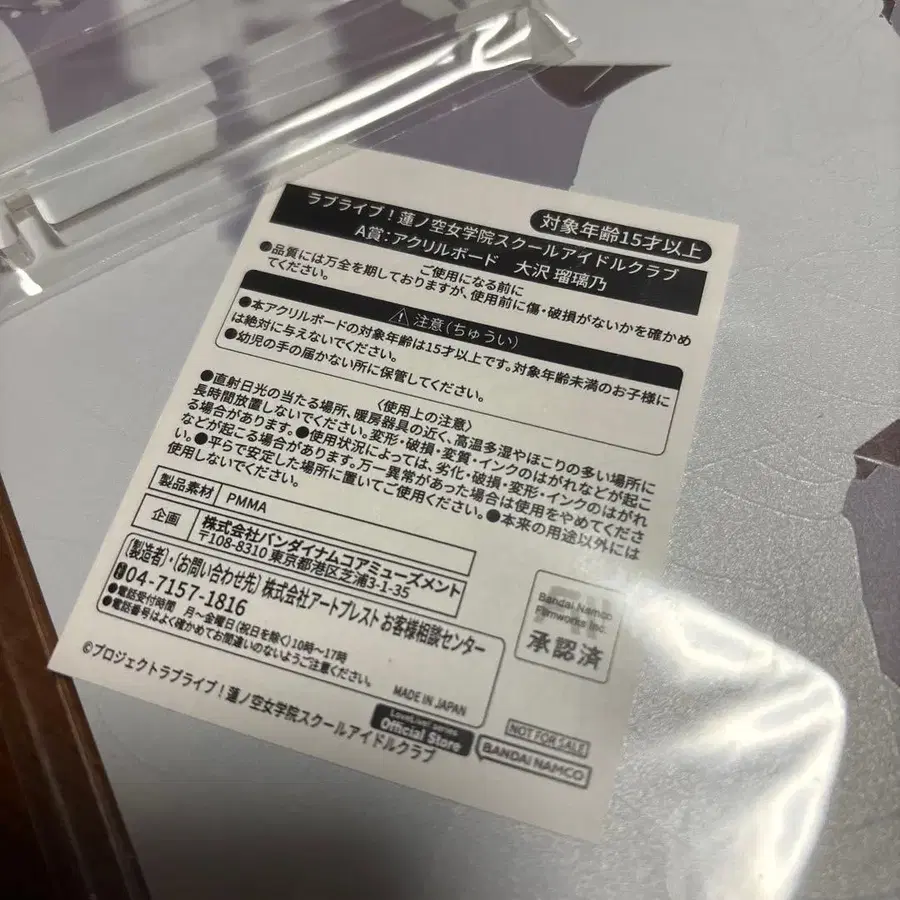 対象年齢15才以上
ラブライブ！蓮ノ空女学院スクールアイドルクラブ
A賞：アクリルボード 大沢 瑠璃乃
ご使用になる前に
●品質には万全を期しておりますが、使用前に傷・破損がないかを確かめ
てください。
⚠注意（ちゅうい）
●本アクリルボードの対象年齢は15才以上です。対象年齢未満のお子様に
は絶対に与えないでください。
●幼児の手の届かない所に保管してください。
〈使用上の注意〉
●直射日光の当たる場所、暖房器具の近く、高温多湿やほこりの多い場所に
長時間放置しないでください。変形・破損・変質・インクのはがれなどが起こ
る場合があります。●使用状況によっては、劣化・破損・変形・インクのはがれ
などが起こる場合があります。万一異常があった場合は使用をやめてくださ
い。●平らで安定した場所に置いてご使用ください。●本来の用途以外には
使用しないでください。
製品素材 PMMA
企画 株式会社バンダイナムコアミューズメント
〒108-8310 東京都港区芝浦3-1-35
（製造者）・（お問い合わせ先）株式会社アートプレスト お客様相談センター
04-7157-1816
●電話受付時間 月〜金曜日（祝日を除く）10時〜17時
●電話番号はよく確かめてお間違いのないようご注意ください。
MADE IN JAPAN
Bandai Namco
Filmworks Inc.
承認済
©プロジェクトラブライブ！蓮ノ空女学院スクールアイドルクラブ
LoveLive! Series
Official Store
NOT FOR SALE
BANDAI NAMCO